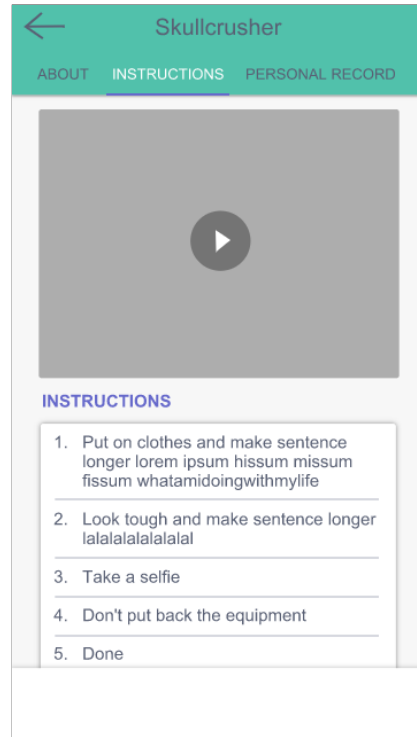 Skullcrusher
ABOUT INSTRUCTIONS PERSONAL RECORD
INSTRUCTIONS
1. Put on clothes and make sentence
longer lorem ipsum hissum missum
fissum whatamidoingwithmylife
2. Look tough and make sentence longer
lalalalalalalalal
3. Take a selfie
4. Don't put back the equipment
5. Done